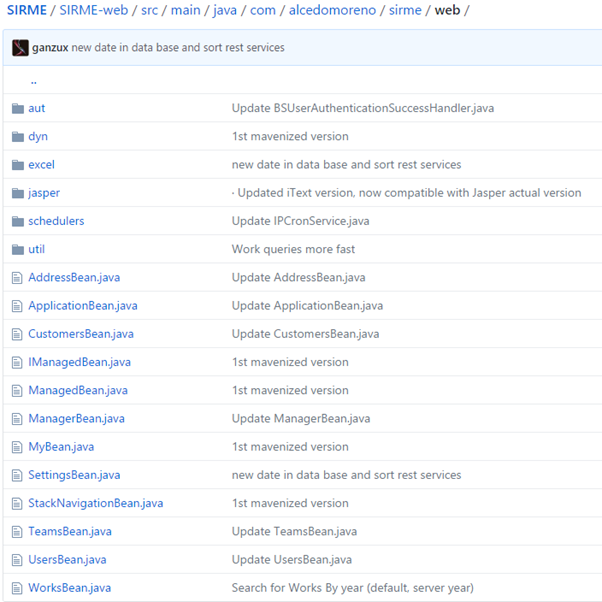 SIRME / SIRME-web / src / main / java / com / alcedomoreno / sirme / web /
ganzux new date in data base and sort rest services
..
aut Update BSUserAuthenticationSuccessHandler.java
dyn 1st mavenized version
excel new date in data base and sort rest services
jasper · Updated iText version, now compatible with Jasper actual version
schedulers Update IPCronService.java
util Work queries more fast
AddressBean.java Update AddressBean.java
ApplicationBean.java Update ApplicationBean.java
CustomersBean.java Update CustomersBean.java
IManagedBean.java 1st mavenized version
ManagedBean.java 1st mavenized version
ManagerBean.java Update ManagerBean.java
MyBean.java 1st mavenized version
SettingsBean.java new date in data base and sort rest services
StackNavigationBean.java 1st mavenized version
TeamsBean.java Update TeamsBean.java
UsersBean.java Update UsersBean.java
WorksBean.java Search for Works By year (default, server year)